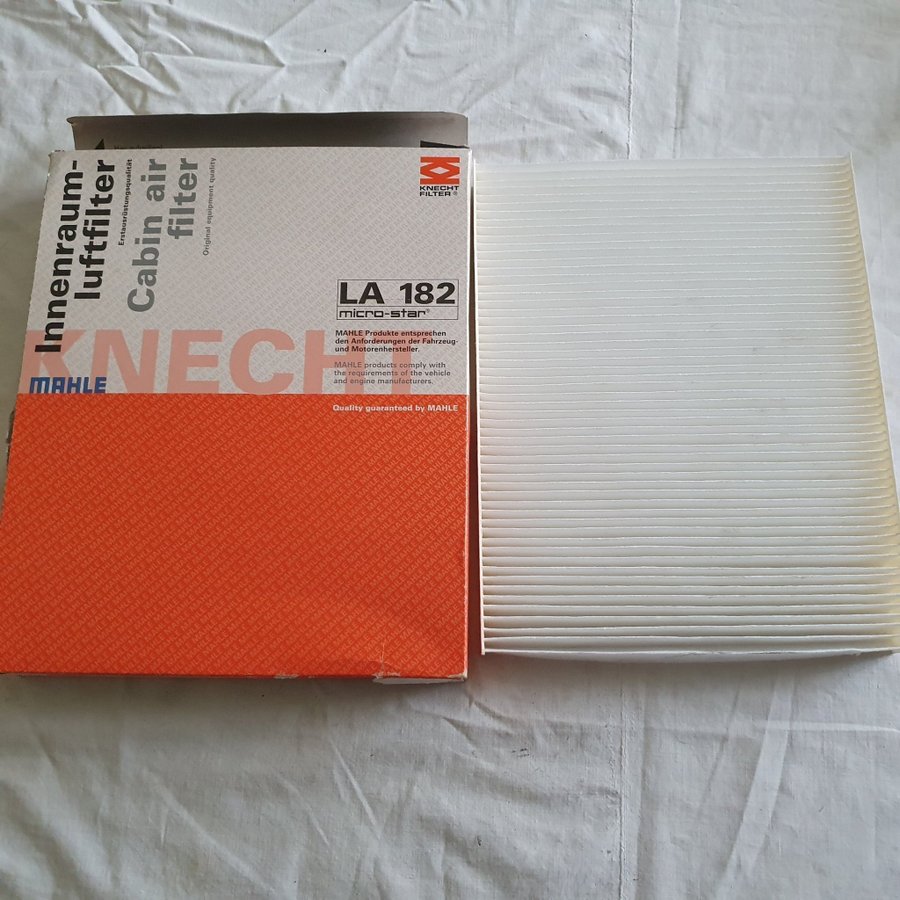 Innenraum-
luftfilter
Erstausrüstungsqualität
Cabin air
filter
Original equipment quality
KNECHT
FILTER®
LA 182
micro-star®
MAHLE Produkte entsprechen
den Anforderungen der Fahrzeug-
und Motorenhersteller.
MAHLE products comply with
the requirements of the vehicle
and engine manufacturers.
KNECHT
MAHLE
Quality guaranteed by MAHLE